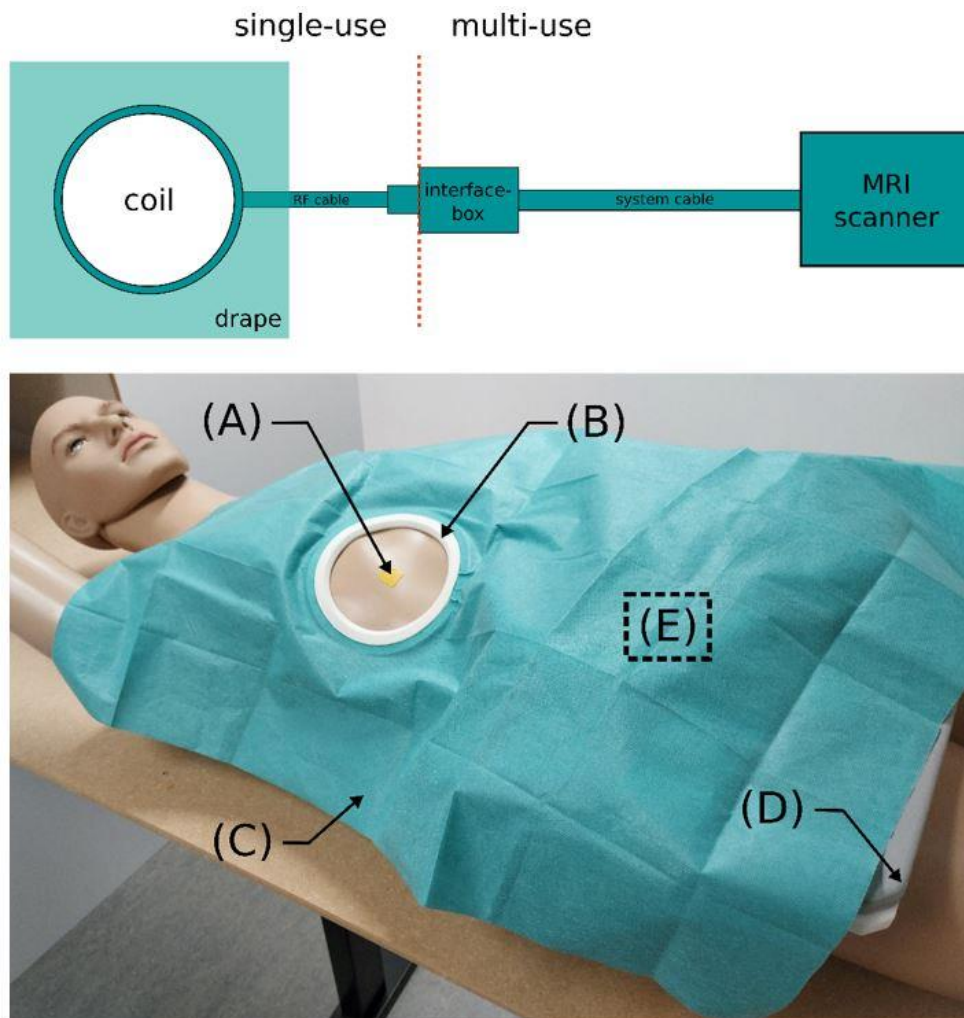 single-use multi-use
coil
RF cable
interface-
box
system cable
MRI
scanner
drape
(A)
(B)
(E)
(D)
(C)